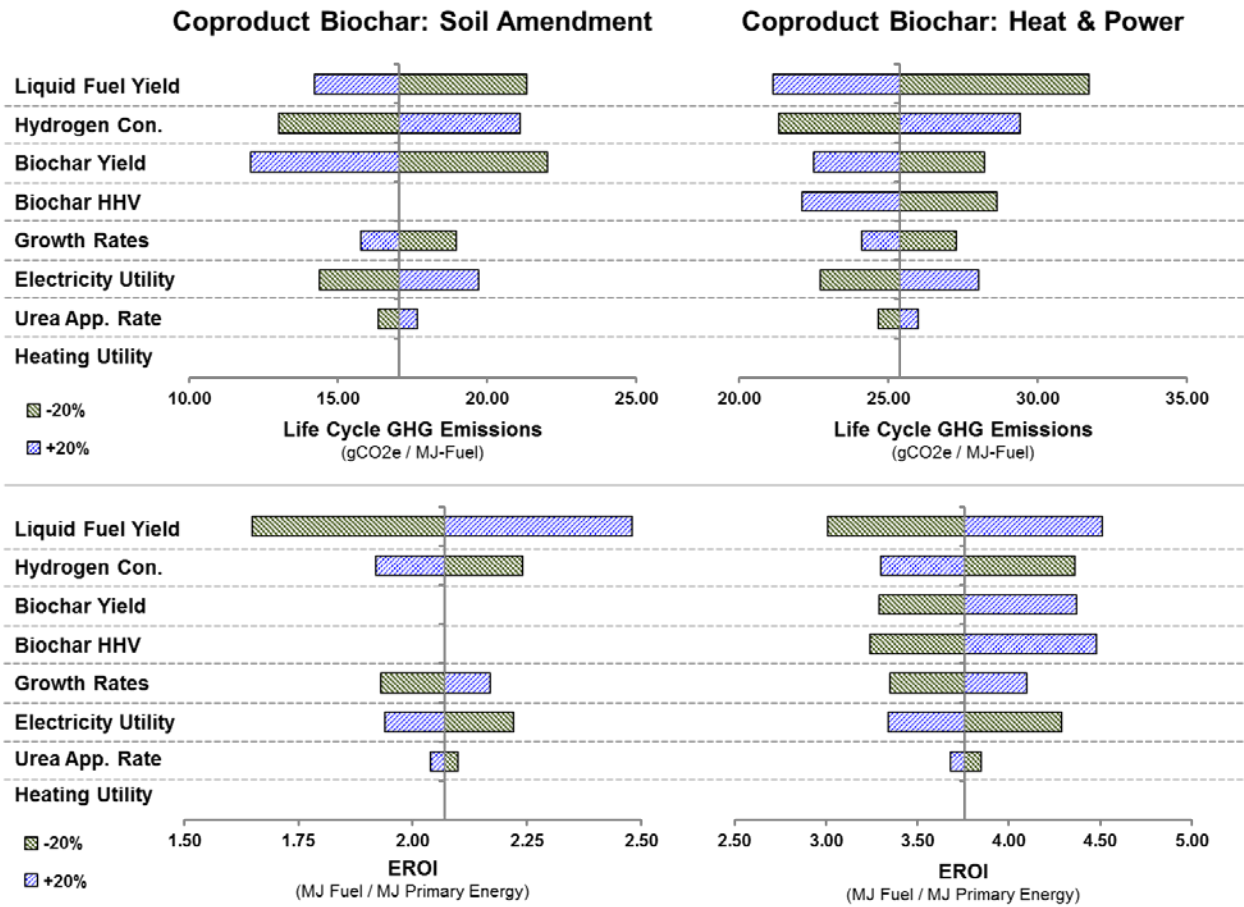 Coproduct Biochar: Soil Amendment
Coproduct Biochar: Heat & Power
Liquid Fuel Yield
Hydrogen Con.
Biochar Yield
Biochar HHV
Growth Rates
Electricity Utility
Urea App. Rate
Heating Utility
10.00 15.00 20.00 25.00
20.00 25.00 30.00 35.00
-20%
+20%
Life Cycle GHG Emissions
(gCO2e / MJ-Fuel)
Life Cycle GHG Emissions
(gCO2e / MJ-Fuel)
Liquid Fuel Yield
Hydrogen Con.
Biochar Yield
Biochar HHV
Growth Rates
Electricity Utility
Urea App. Rate
Heating Utility
1.50 1.75 2.00 2.25 2.50
2.50 3.00 3.50 4.00 4.50 5.00
-20%
+20%
EROI
(MJ Fuel / MJ Primary Energy)
EROI
(MJ Fuel / MJ Primary Energy)